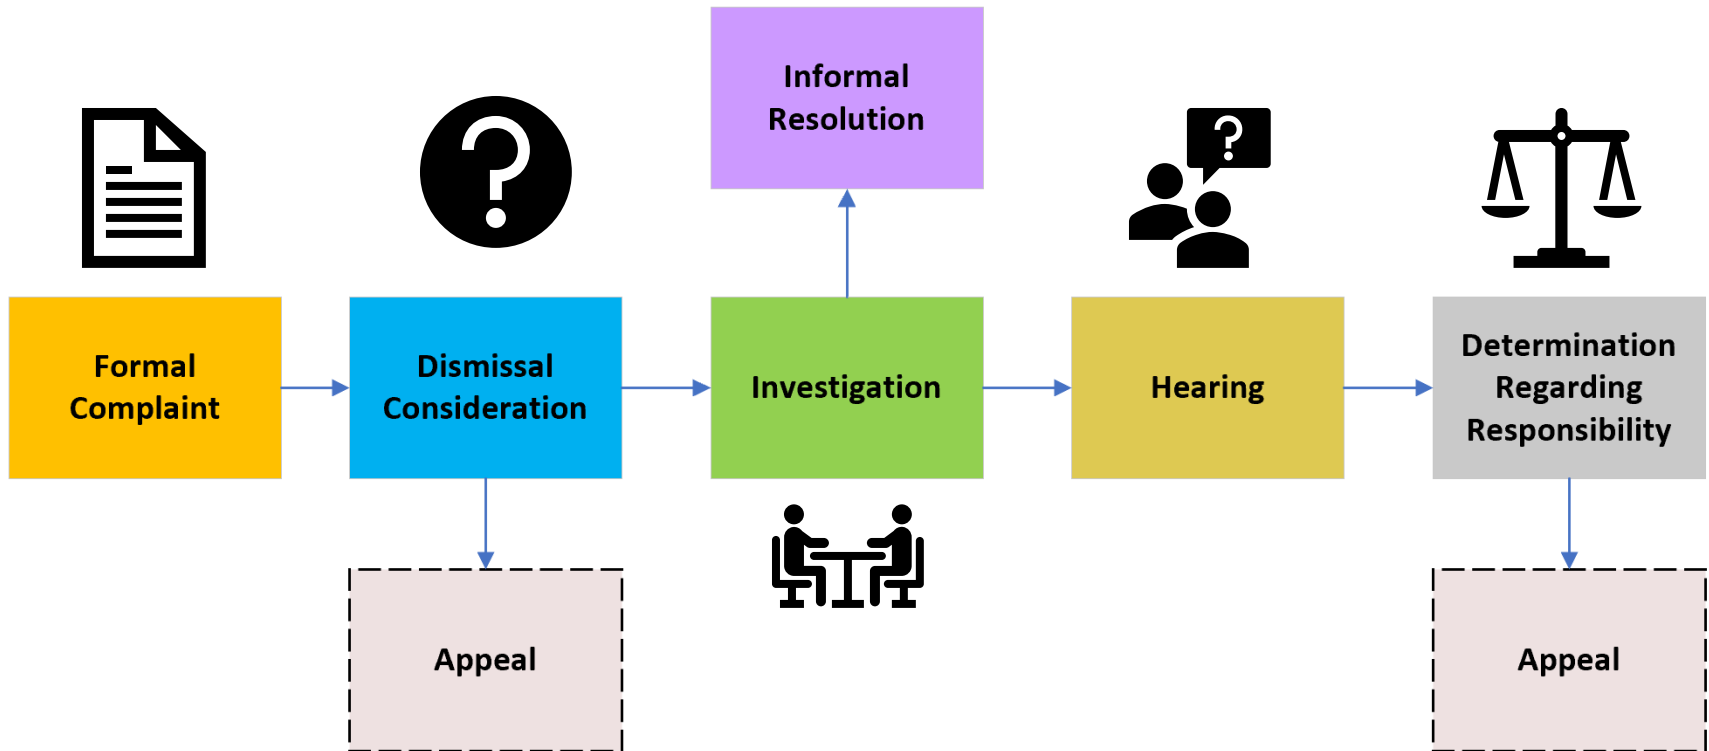 Informal
Resolution
Formal
Complaint
Dismissal
Consideration
Investigation
Hearing
Determination
Regarding
Responsibility
Appeal
Appeal